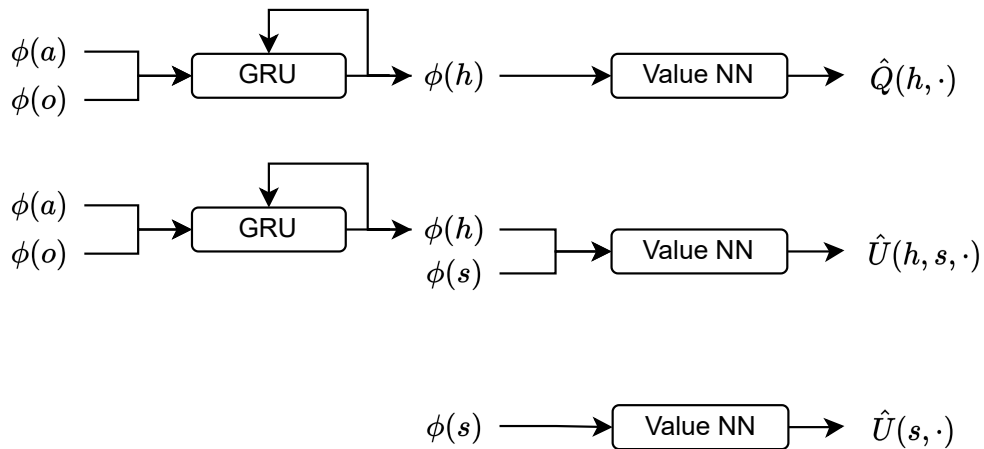 ϕ(a)
ϕ(o)
GRU
ϕ(h)
Value NN
Q̂(h, ·)
ϕ(a)
ϕ(o)
GRU
ϕ(h)
ϕ(s)
Value NN
Û(h, s, ·)
ϕ(s)
Value NN
Û(s, ·)